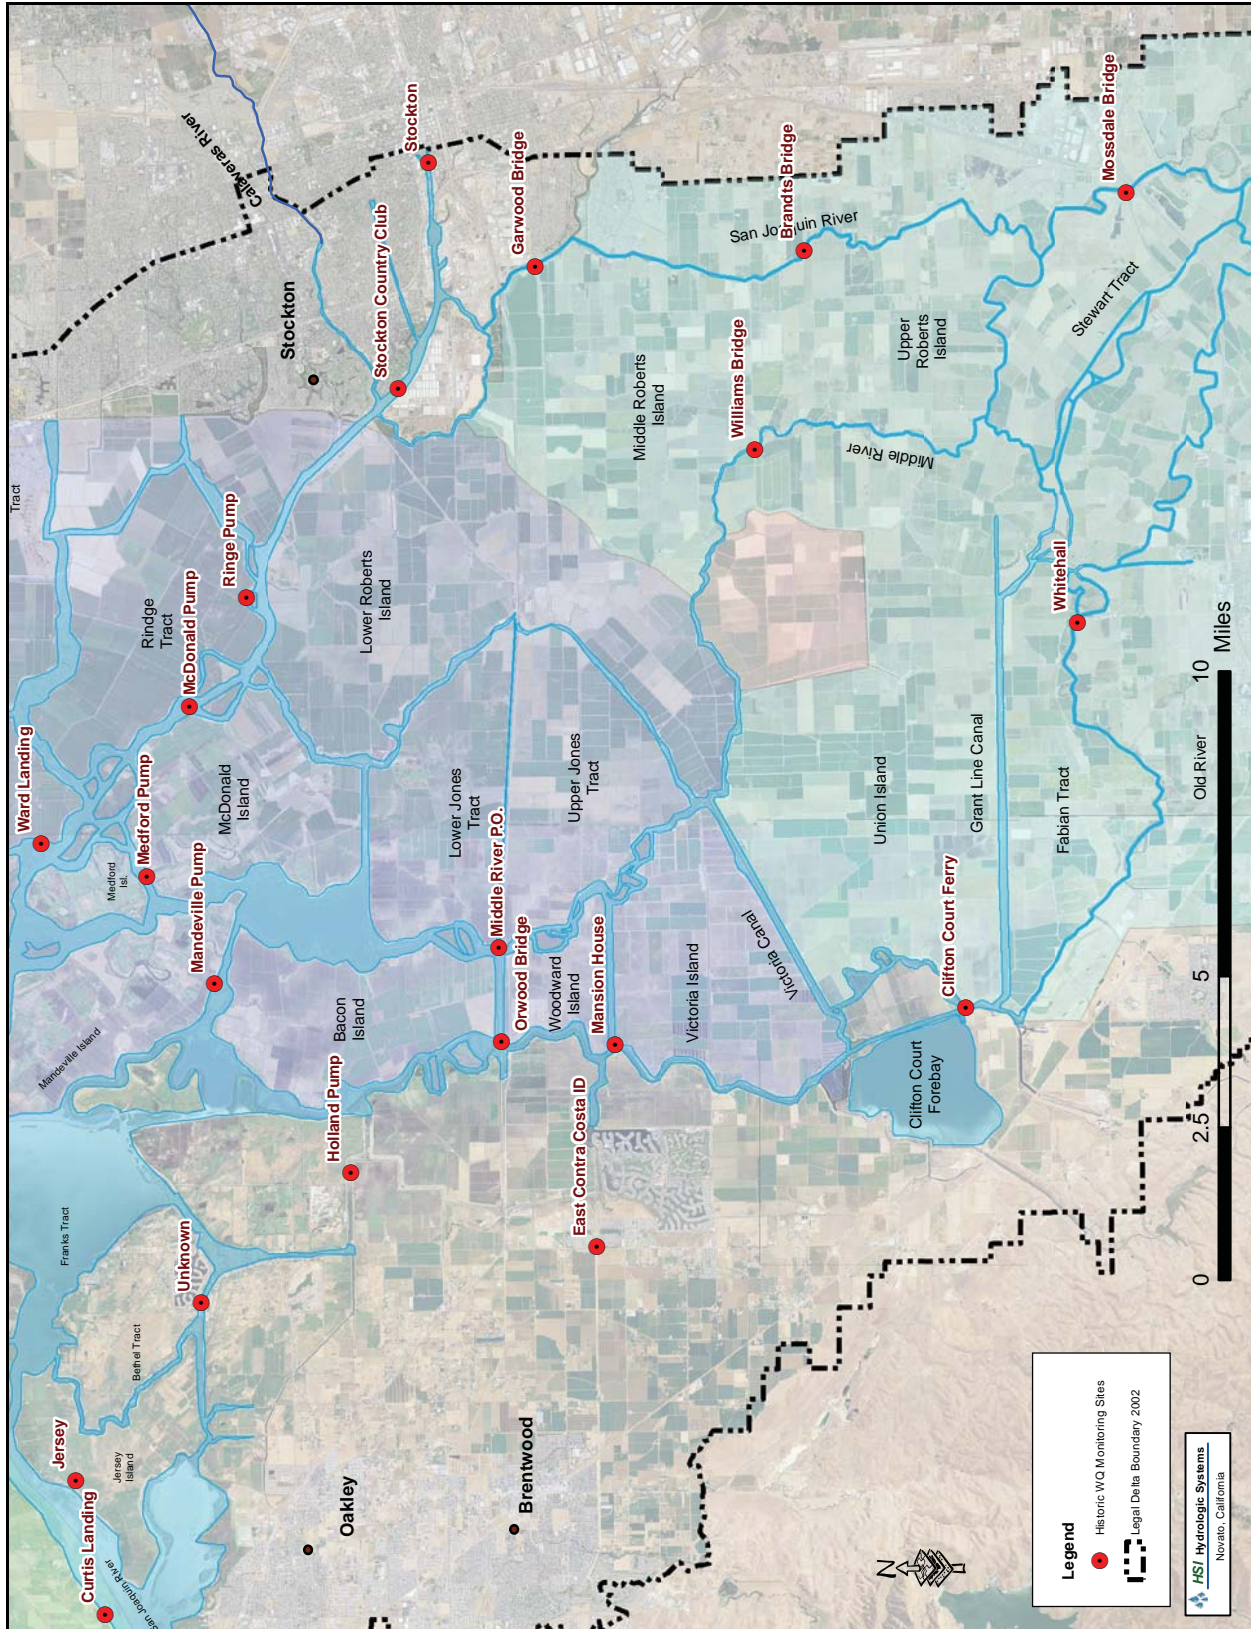 Curtis Landing
Jersey
San Joaquin River
Jersey
Island
Bethel Tract
Franks Tract
Unknown
Mandeville Island
Mandeville Pump
Medford
Isl.
Medford Pump
Ward Landing
McDonald
Island
McDonald Pump
Rindge
Tract
Ringe Pump
Tract
Calaveras River
Stockton
Stockton Country Club
Stockton
Oakley
Holland Pump
Bacon
Island
Lower Roberts
Island
Lower Jones
Tract
Middle River P.O.
Orwood Bridge
Garwood Bridge
Brentwood
East Contra Costa ID
Mansion House
Woodward
Island
Upper Jones
Tract
Middle Roberts
Island
Victoria Island
Victoria Canal
Williams Bridge
San Joaquin River
Brandts Bridge
Middle River
Upper
Roberts
Island
Union Island
Clifton Court
Forebay
Clifton Court Ferry
Grant Line Canal
Fabian Tract
Whitehall
Stewart Tract
Mossdale Bridge
Old River
N
0
2.5
5
10
Miles
Legend
Historic WQ Monitoring Sites
Legal Delta Boundary 2002
HSI Hydrologic Systems
Novato, California